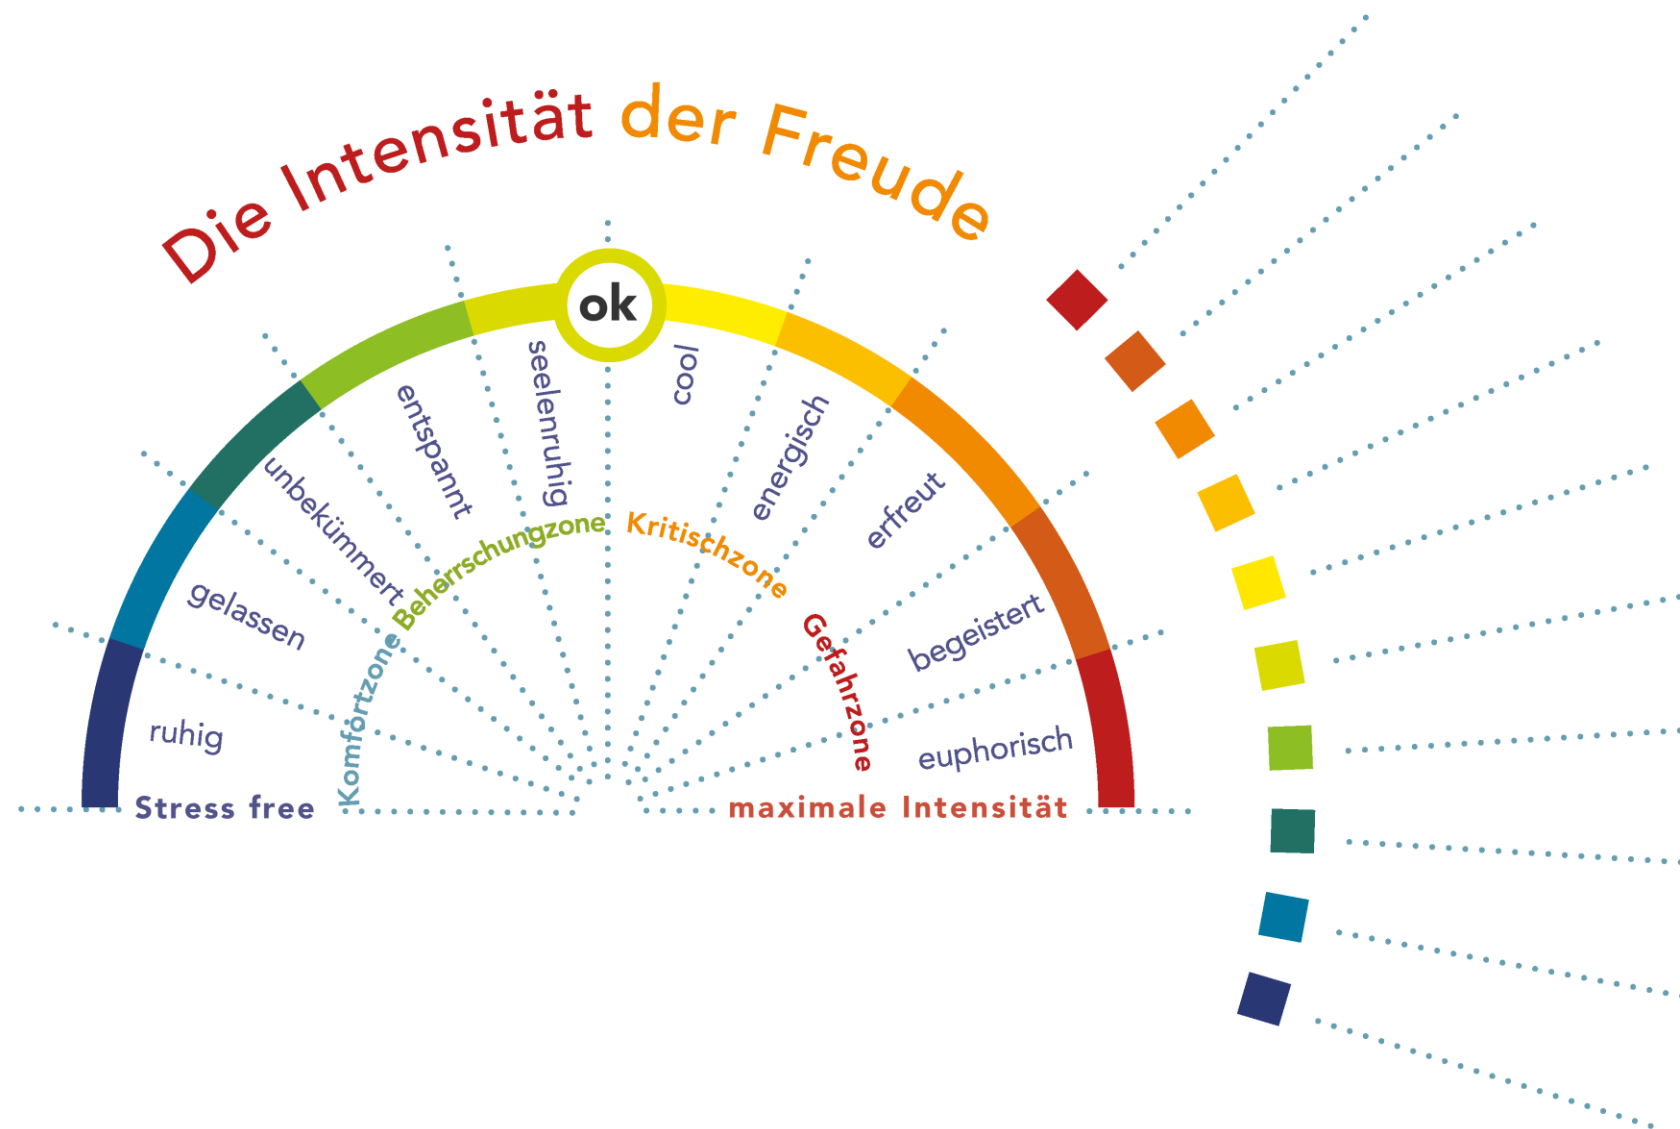 Die Intensität der Freude
ok
ruhig
gelassen
unbekümmert
entspannt
seelenruhig
cool
energisch
erfreut
begeistert
euphorisch
Komfortzone
Beherrschungzone
Kritischzone
Gefahrzone
Stress free
maximale Intensität